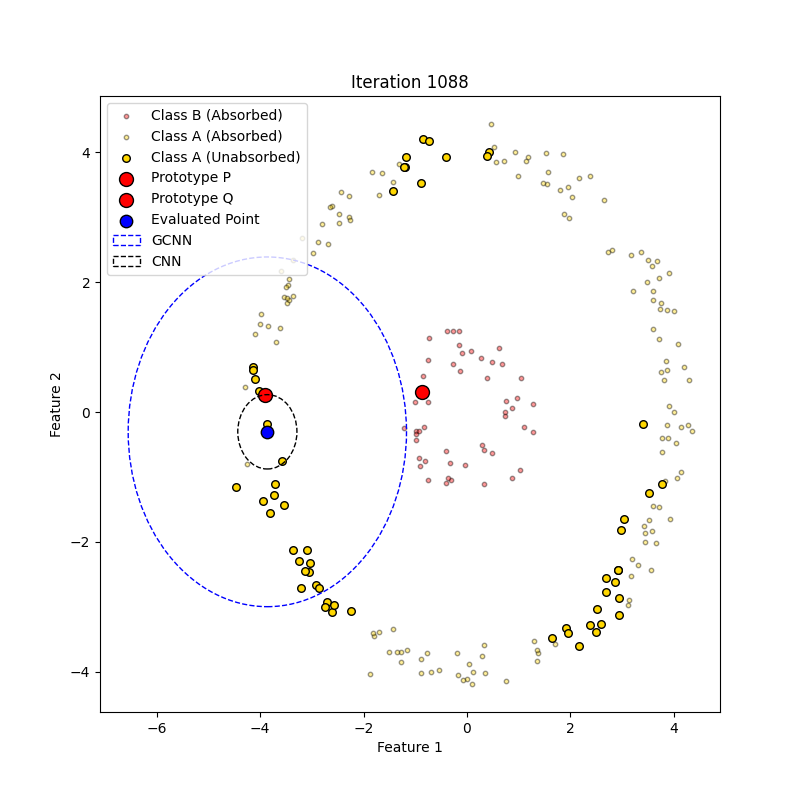 Iteration 1088
Class B (Absorbed)
Class A (Absorbed)
Class A (Unabsorbed)
Prototype P
Prototype Q
Evaluated Point
GCNN
CNN
4
2
0
−2
−4
Feature 2
−6 −4 −2 0 2 4
Feature 1